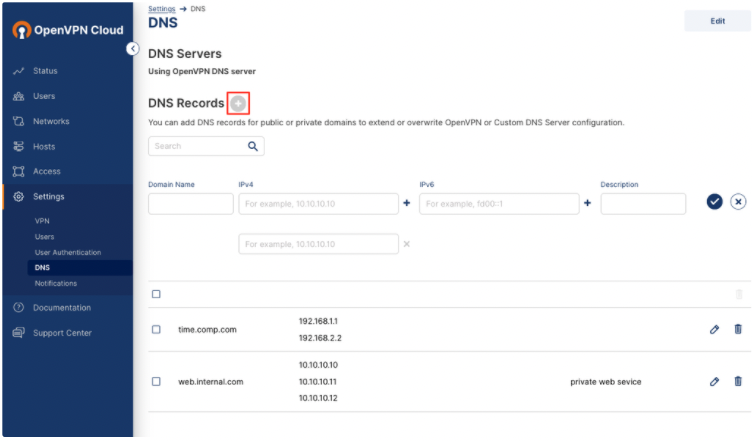 OpenVPN Cloud
Status
Users
Networks
Hosts
Access
Settings
VPN
Users
User Authentication
DNS
Notifications
Documentation
Support Center
Settings → DNS
DNS
Edit
DNS Servers
Using OpenVPN DNS server
DNS Records
You can add DNS records for public or private domains to extend or overwrite OpenVPN or Custom DNS Server configuration.
Search
Domain Name IPv4 IPv6 Description
For example, 10.10.10.10 For example, fd00::1
For example, 10.10.10.10
time.comp.com
192.168.1.1
192.168.2.2
web.internal.com
10.10.10.10
10.10.10.11
10.10.10.12
private web sevice